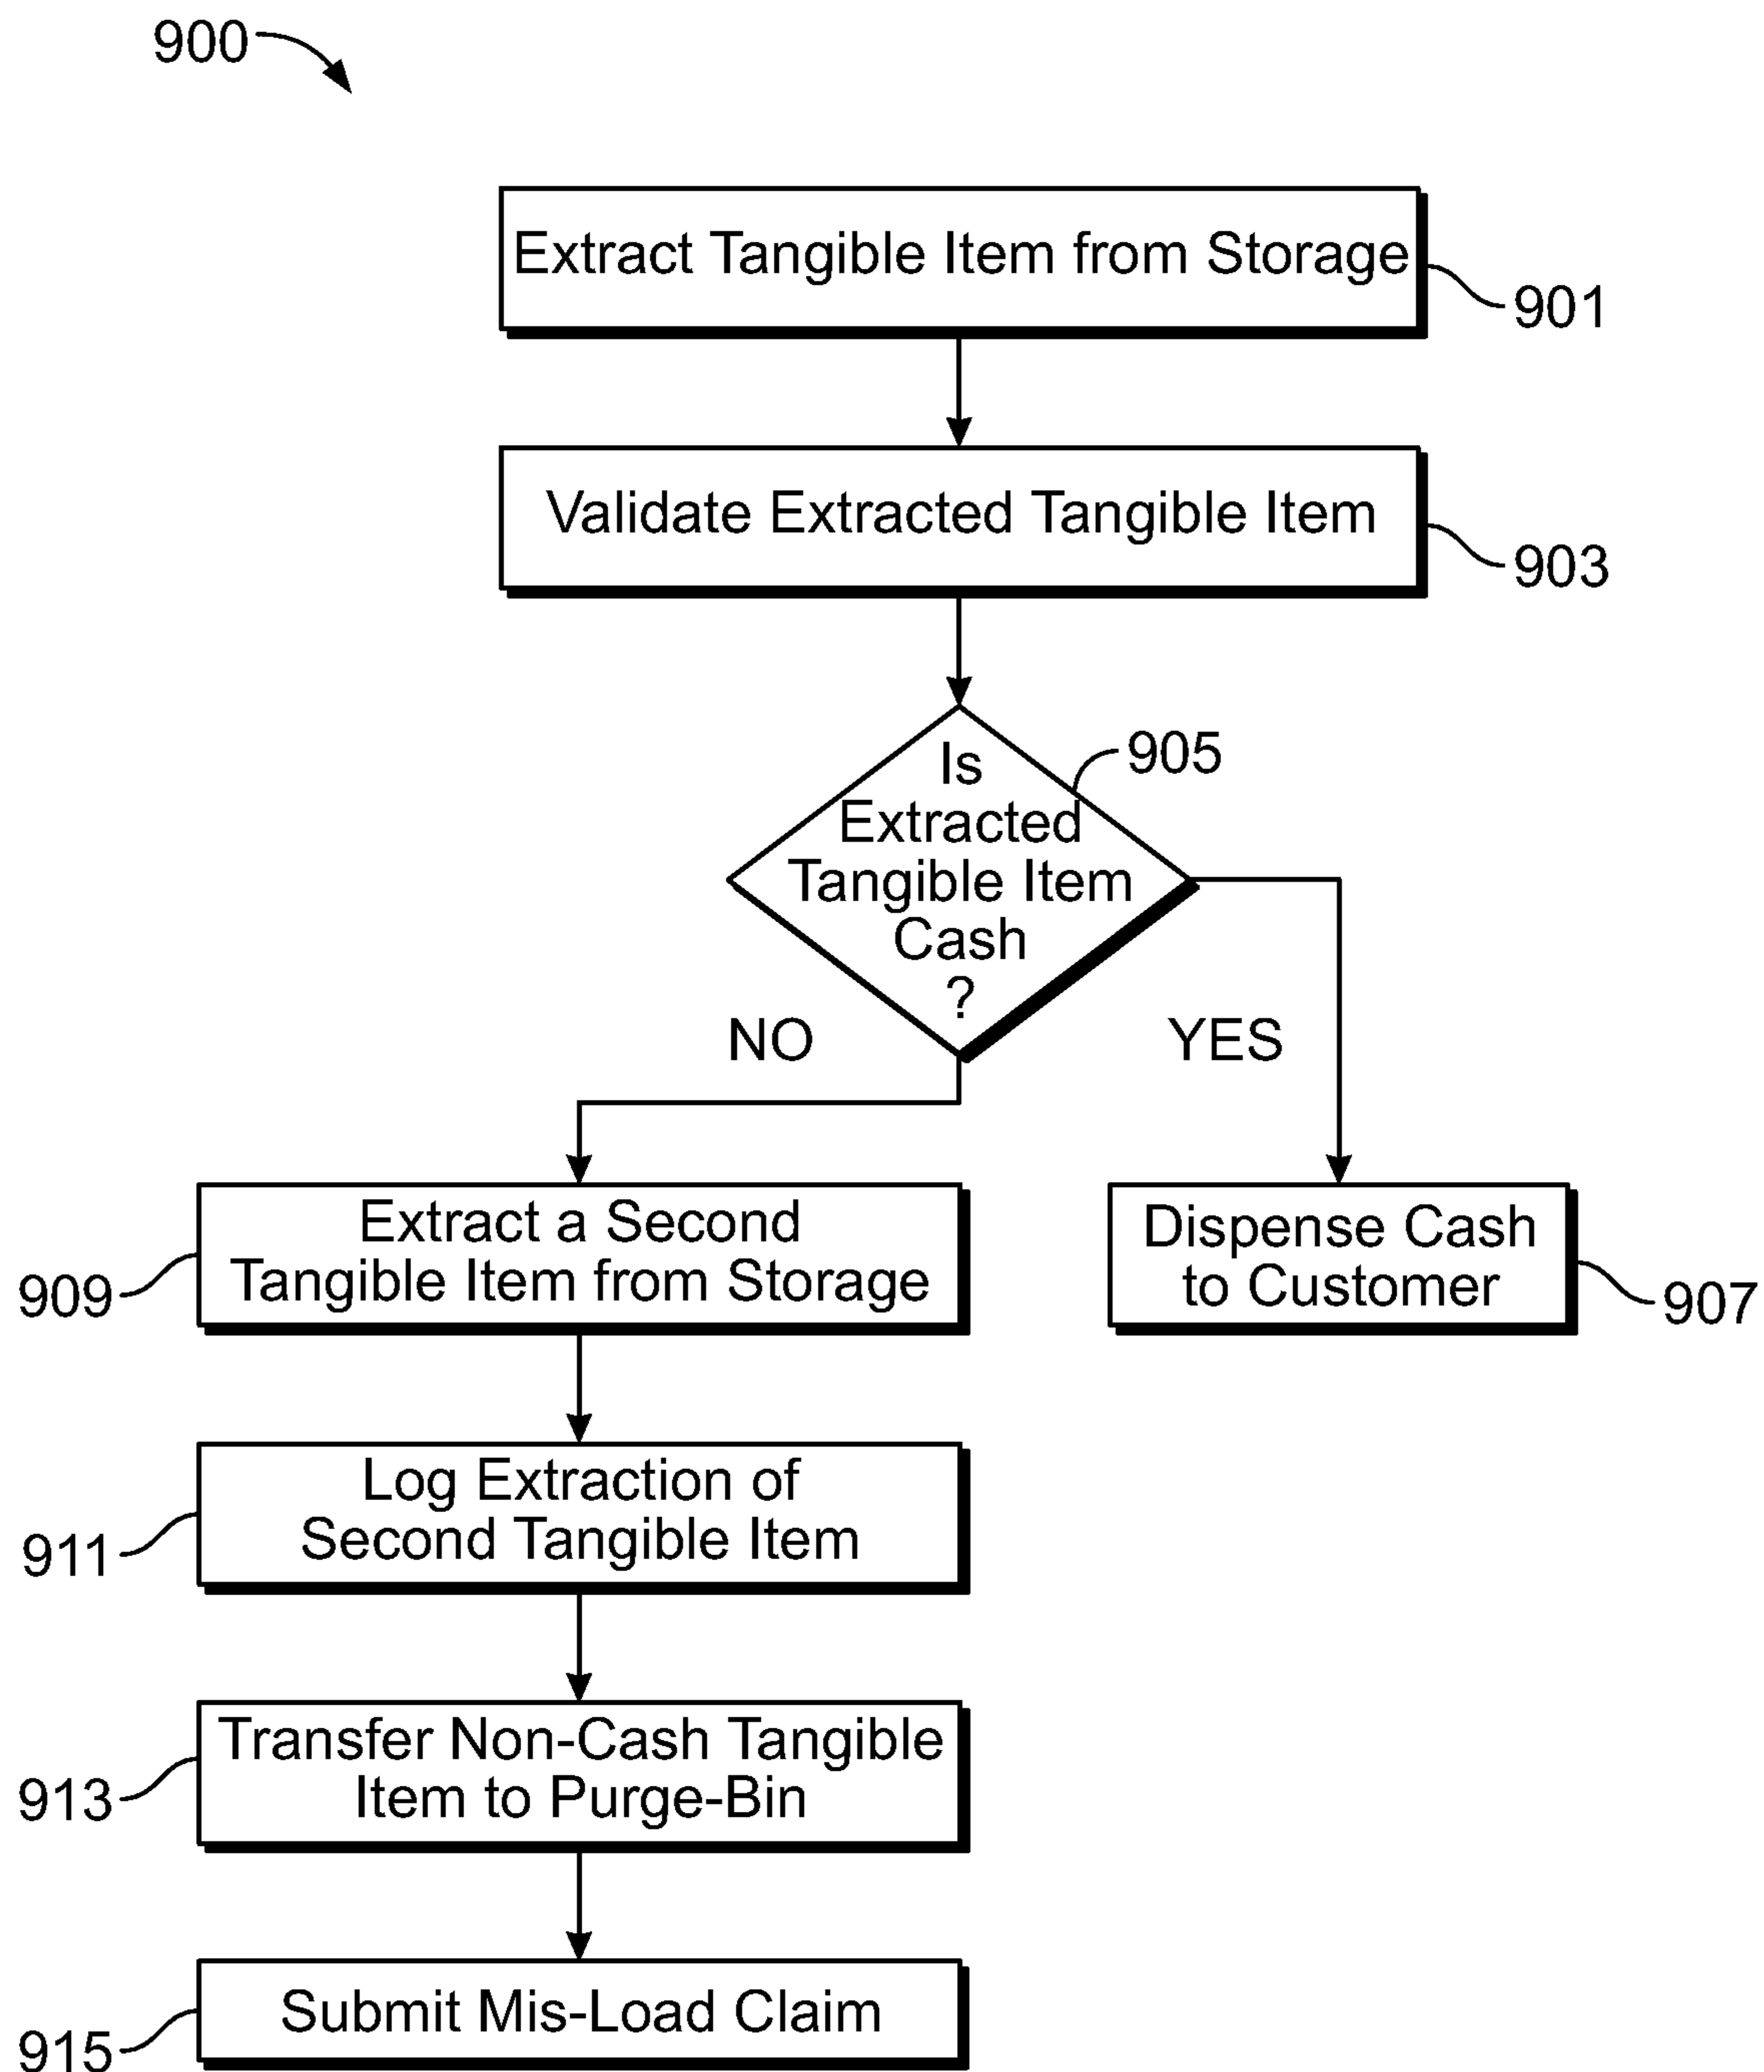 900
Extract Tangible Item from Storage
901
Validate Extracted Tangible Item
903
905
Is
Extracted
Tangible Item
Cash
?
NO
YES
Extract a Second
Tangible Item from Storage
909
Dispense Cash
to Customer
907
Log Extraction of
Second Tangible Item
911
Transfer Non-Cash Tangible
Item to Purge-Bin
913
Submit Mis-Load Claim
915